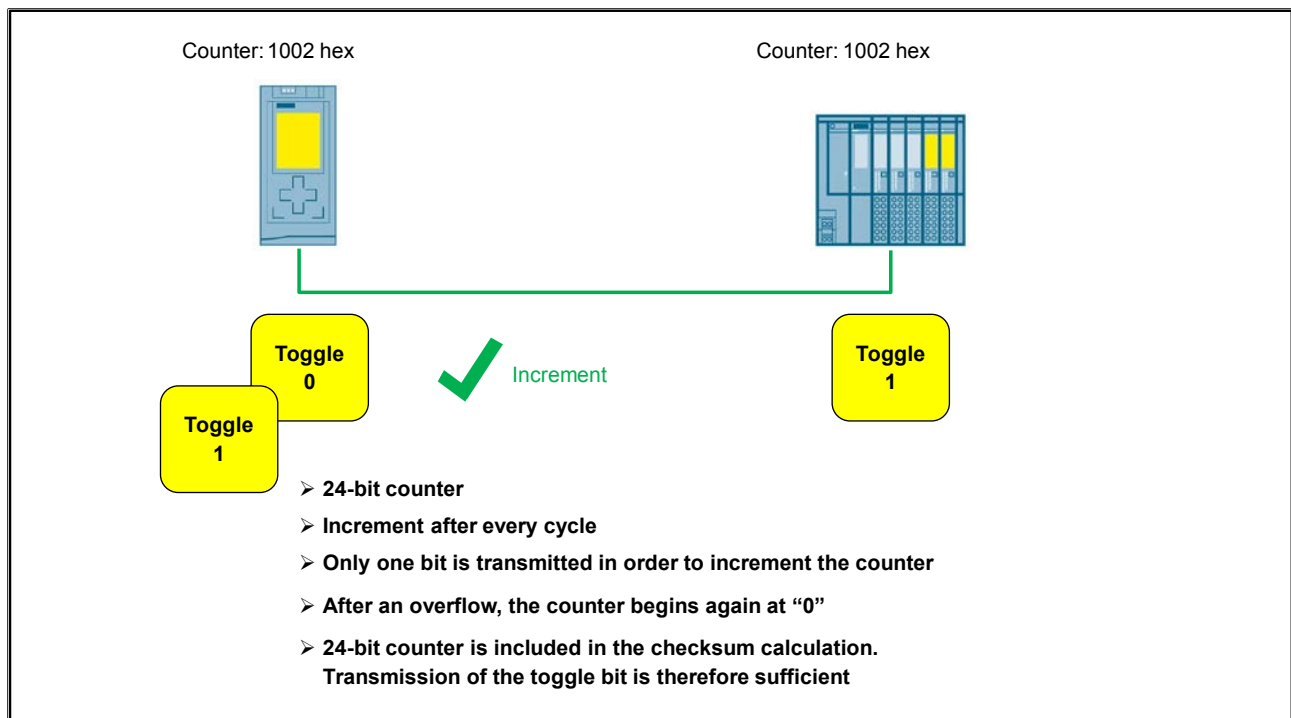 Counter: 1002 hex
Counter: 1002 hex
Toggle
0
Toggle
1
Increment
Toggle
1
➢ 24-bit counter
➢ Increment after every cycle
➢ Only one bit is transmitted in order to increment the counter
➢ After an overflow, the counter begins again at “0”
➢ 24-bit counter is included in the checksum calculation.
Transmission of the toggle bit is therefore sufficient